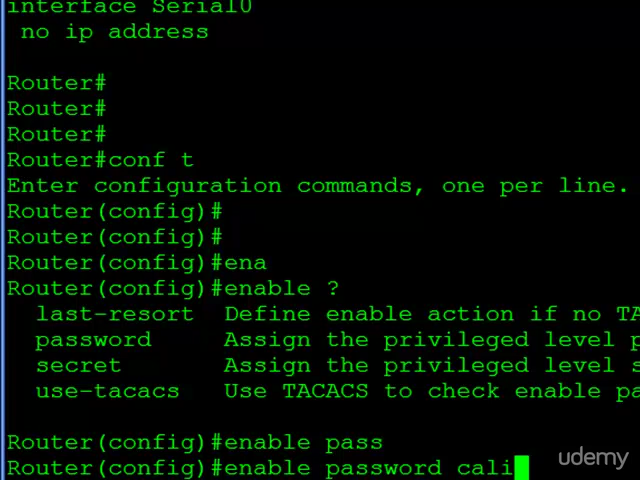 interface Serial0
no ip address
Router#
Router#
Router#
Router#conf t
Enter configuration commands, one per line.
Router(config)#
Router(config)#
Router(config)#ena
Router(config)#enable ?
last-resort Define enable action if no TA
password Assign the privileged level p
secret Assign the privileged level s
use-tacacs Use TACACS to check enable pa
Router(config)#enable pass
Router(config)#enable password cali
udemy